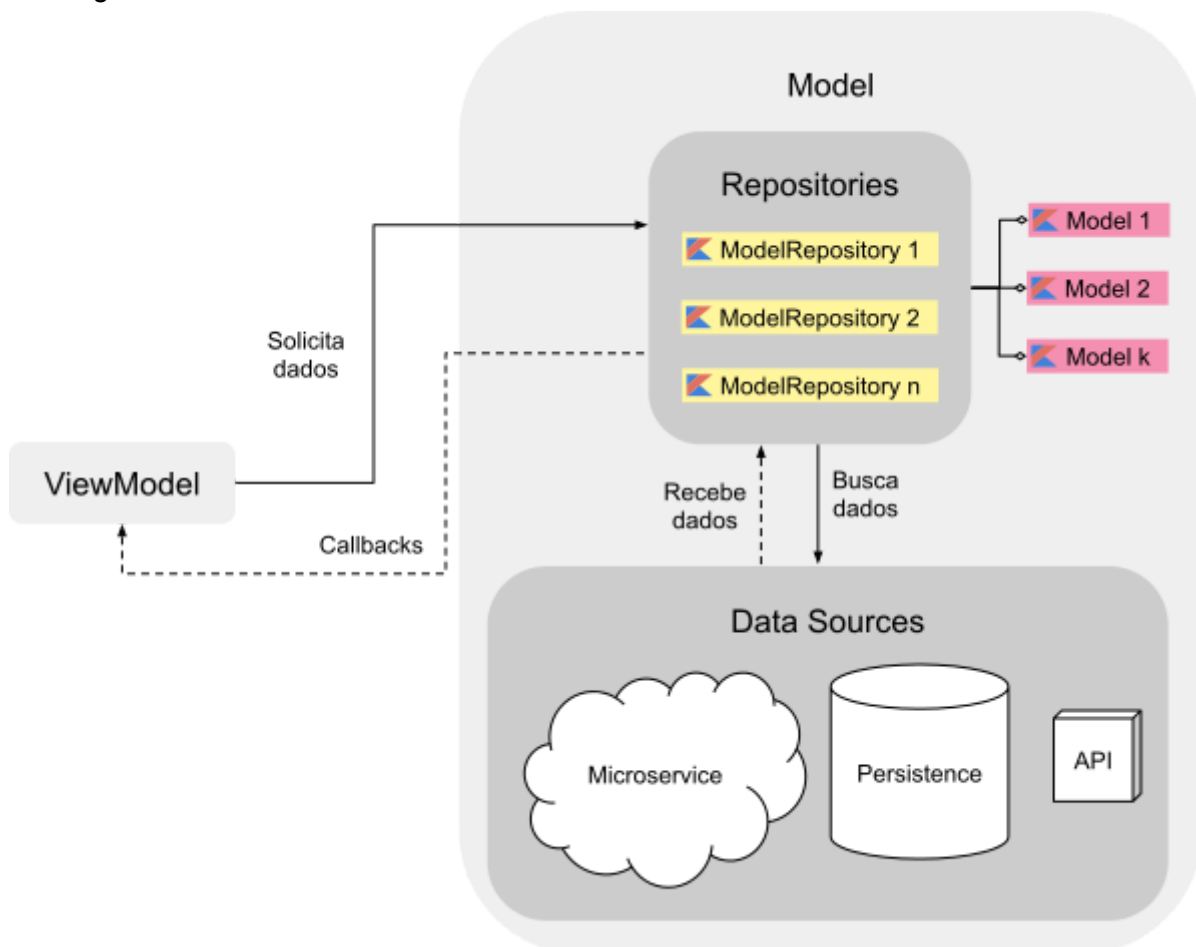 Model
Repositories
ModelRepository 1
ModelRepository 2
ModelRepository n
Model 1
Model 2
Model k
Solicita
dados
ViewModel
Callbacks
Recebe
dados
Busca
dados
Data Sources
Microservice
Persistence
API